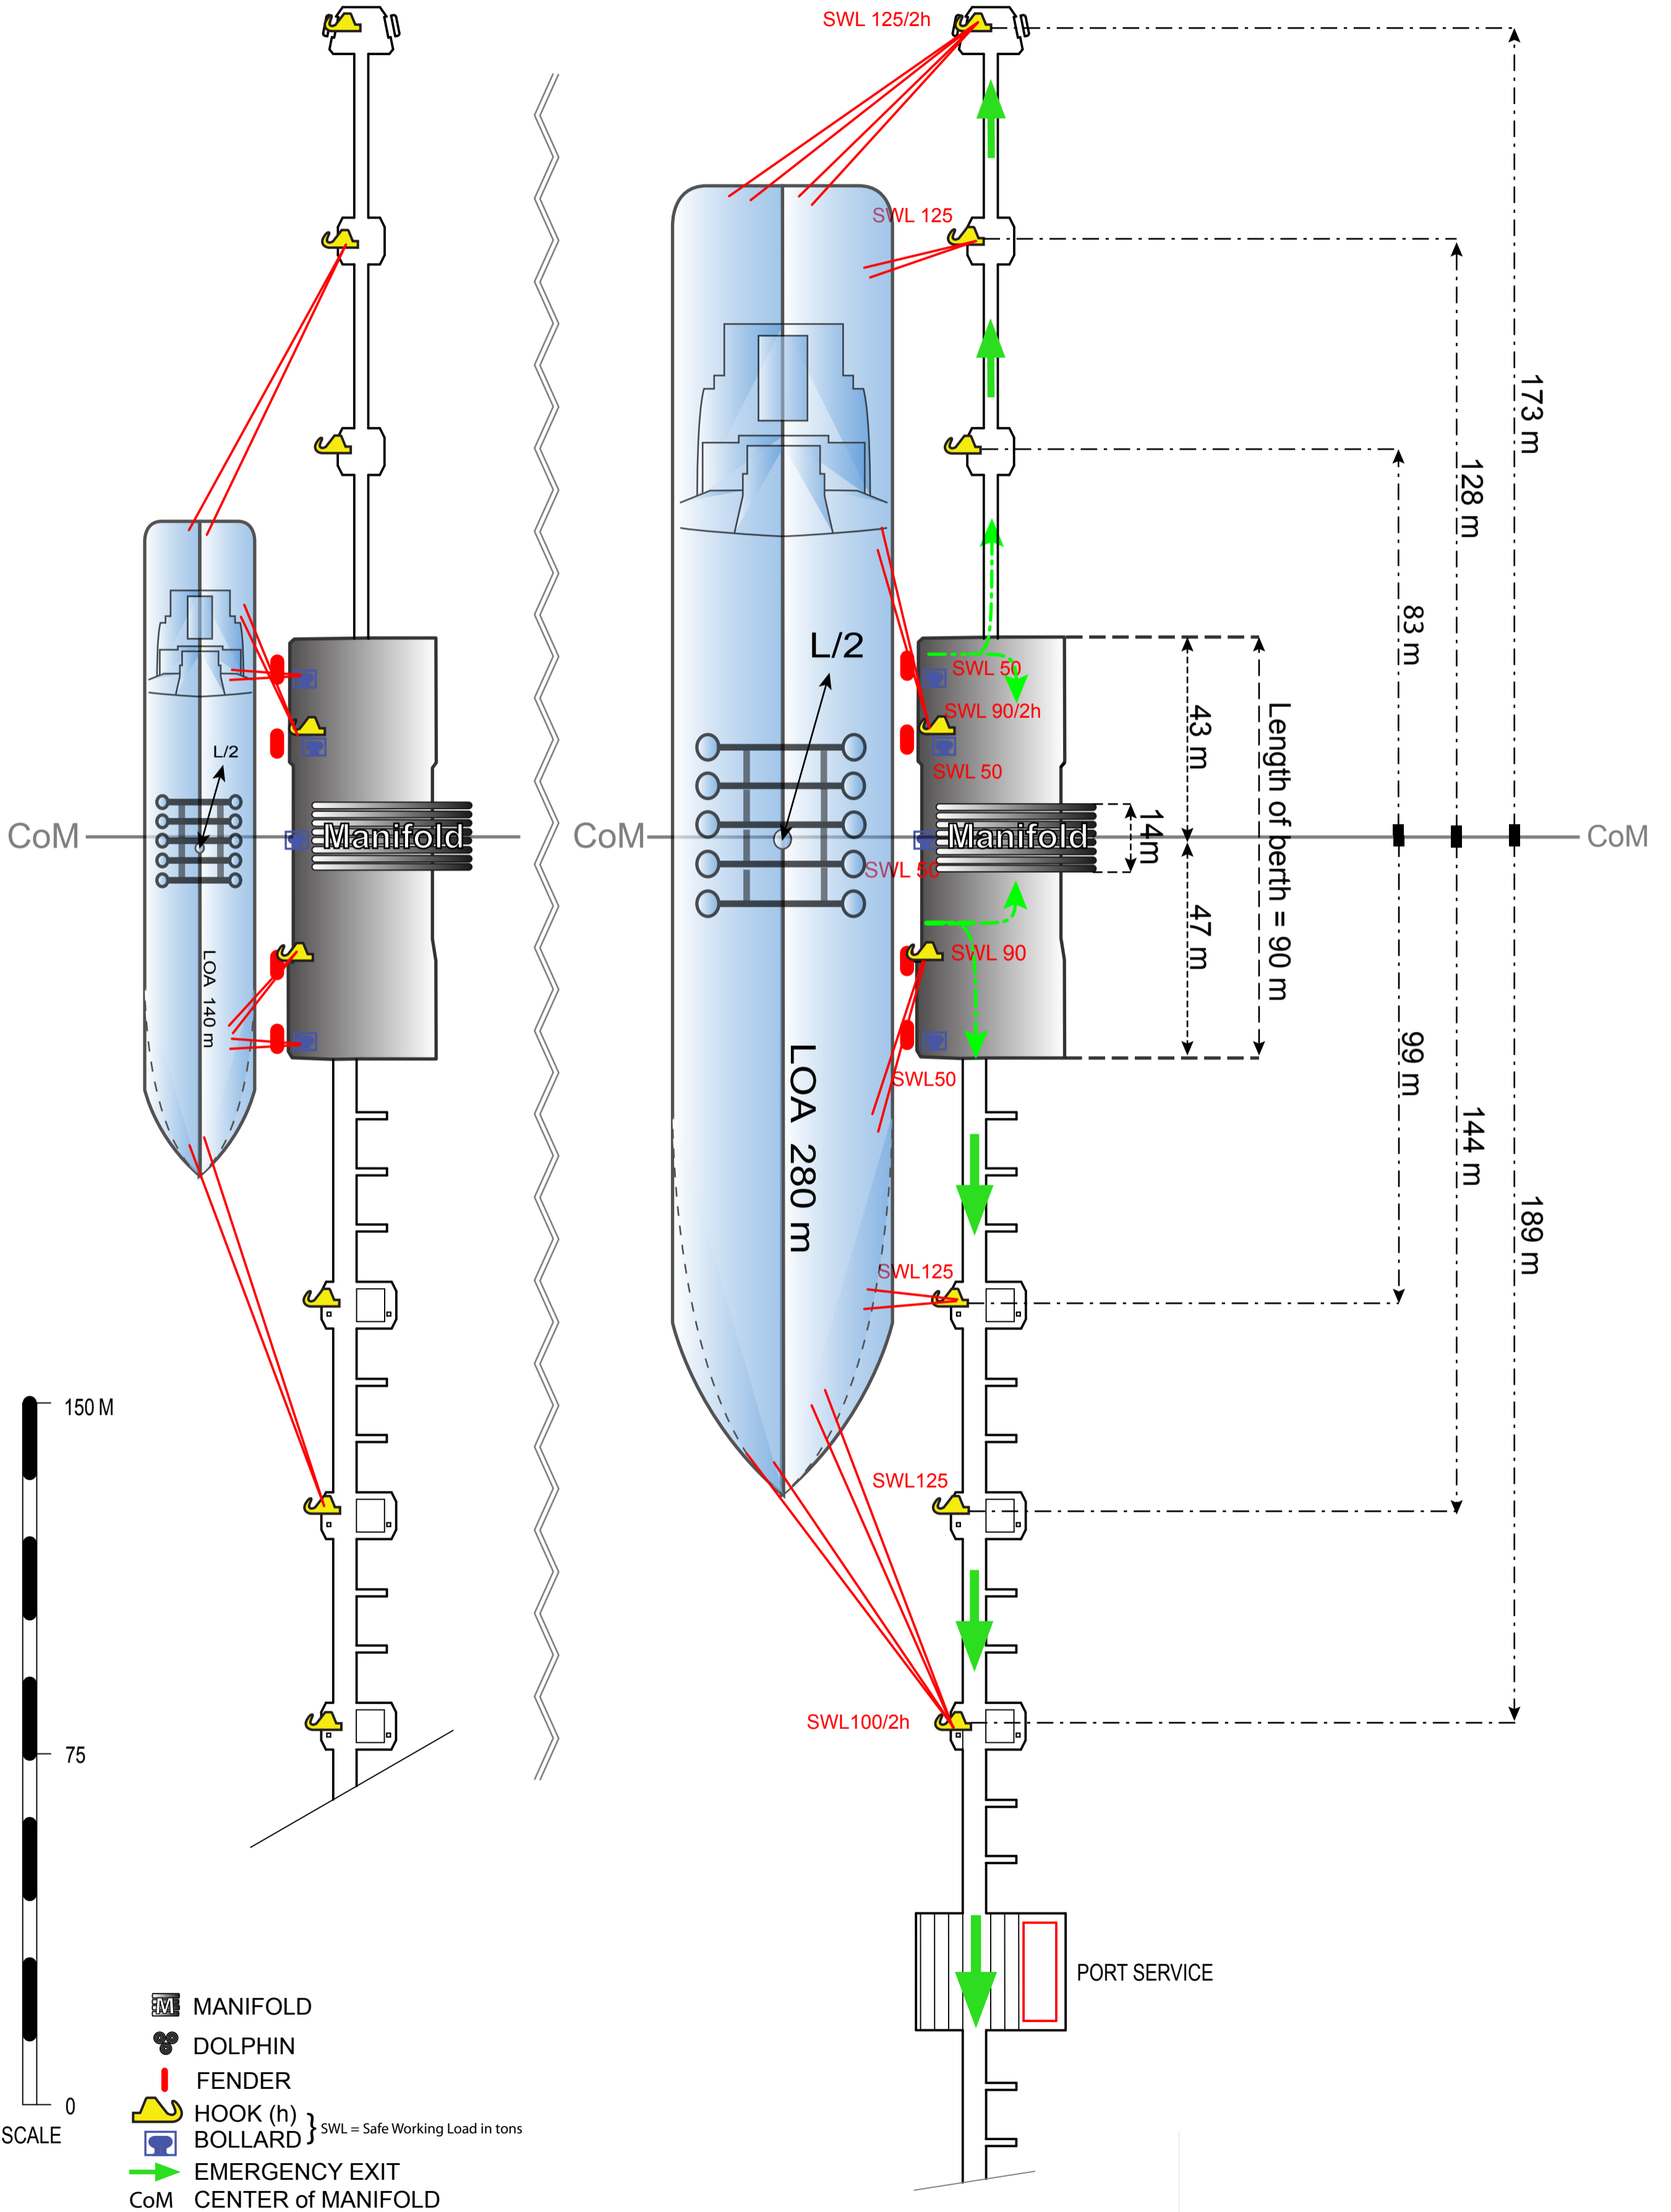 SWL 125/2h
SWL 125
173 m
128 m
83 m
L/2
L/2
SWL 50
SWL 90/2h
43 m
Length of berth = 90 m
SWL 50
CoM
Manifold
CoM
Manifold
14m
CoM
SWL 50
47 m
SWL 90
LOA 140 m
LOA 280 m
SWL50
99 m
144 m
189 m
SWL125
150 M
SWL125
SWL100/2h
75
PORT SERVICE
M MANIFOLD
DOLPHIN
FENDER
0
HOOK (h)
SCALE
SWL = Safe Working Load in tons
BOLLARD
EMERGENCY EXIT
CoM CENTER of MANIFOLD